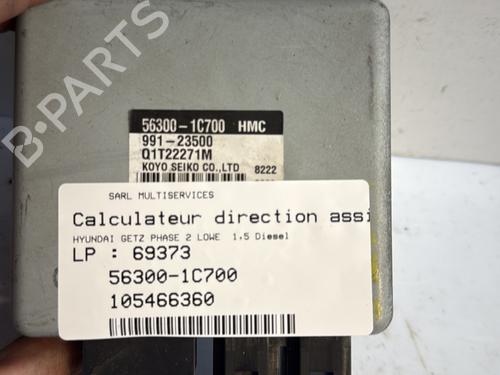 56300-1C700 HMC
991-23500
Q1T22271M
KOYO SEIKO CO.,LTD 8222
SARL MULTISERVICES
Calculateur direction assi
HYUNDAI GETZ PHASE 2 LOWE 1,5 Diesel
LP : 69373
56300-1C700
105466360
B-PARTS